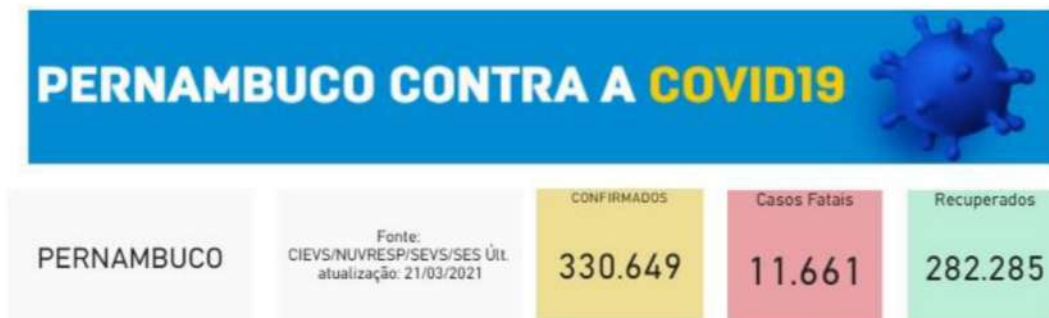 PERNAMBUCO CONTRA A COVID19
PERNAMBUCO
Fonte:
CIEVS/NUVRESP/SEVS/SES Últ.
atualização: 21/03/2021
CONFIRMADOS
330.649
Casos Fatais
11.661
Recuperados
282.285